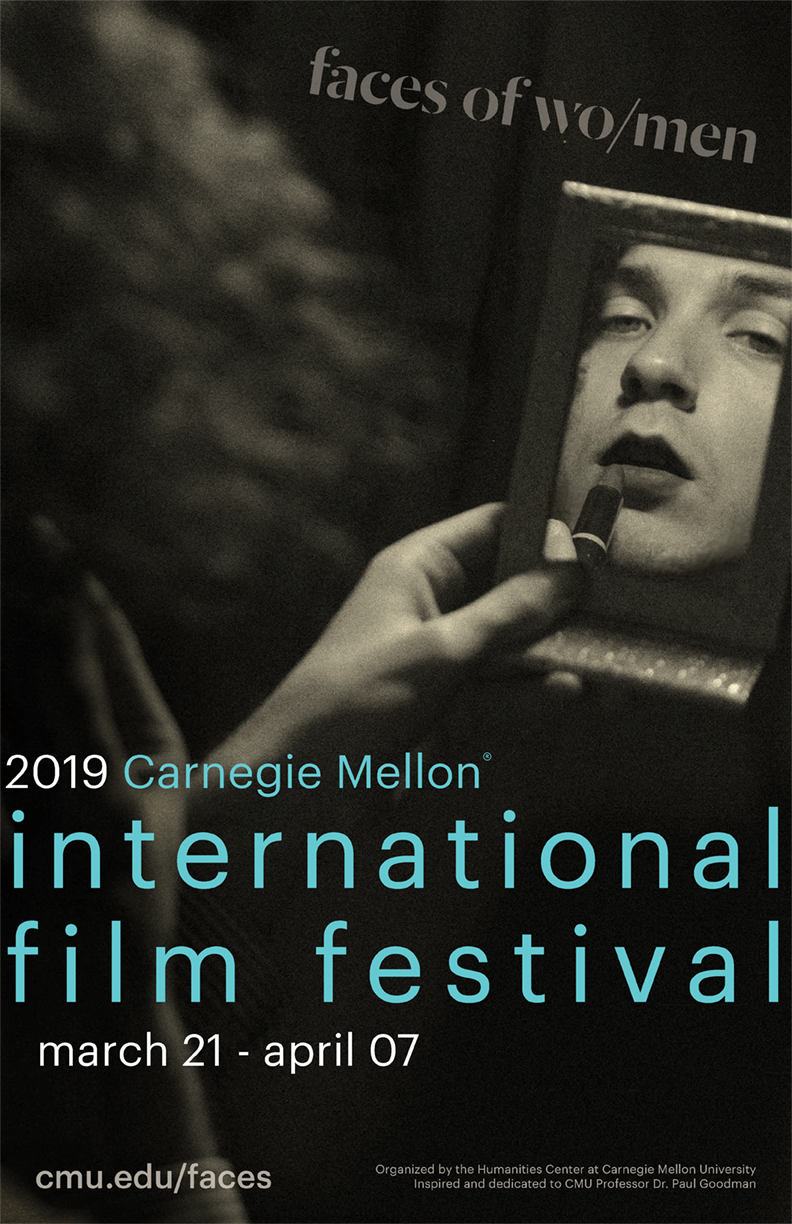 faces of wo/men
2019 Carnegie Mellon®
international
film festival
march 21 - april 07
cmu.edu/faces
Organized by the Humanities Center at Carnegie Mellon University
Inspired and dedicated to CMU Professor Dr. Paul Goodman